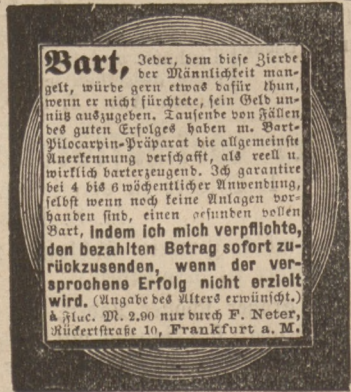 Bart, Jeder, dem diese Zierde
der Männlichkeit man-
gelt, würde gern etwas dafür thun,
wenn er nicht fürchtete, sein Geld un-
nütz auszugeben. Tausende von Fällen
des guten Erfolges haben m. Bart-
Pilocarpin-Präparat die allgemeinste
Anerkennung verschafft, als reell u.
wirklich barterzeugend. Ich garantire
bei 4 bis 6 wöchentlicher Anwendung,
selbst wenn noch keine Anlagen vor-
handen sind, einen gesunden vollen
Bart, indem ich mich verpflichte,
den bezahlten Betrag sofort zu-
rückzusenden, wenn der ver-
sprochene Erfolg nicht erzielt
wird. (Angabe des Alters erwünscht.)
à Flac. M. 2.90 nur durch F. Neter,
Rückertstraße 10, Frankfurt a. M.